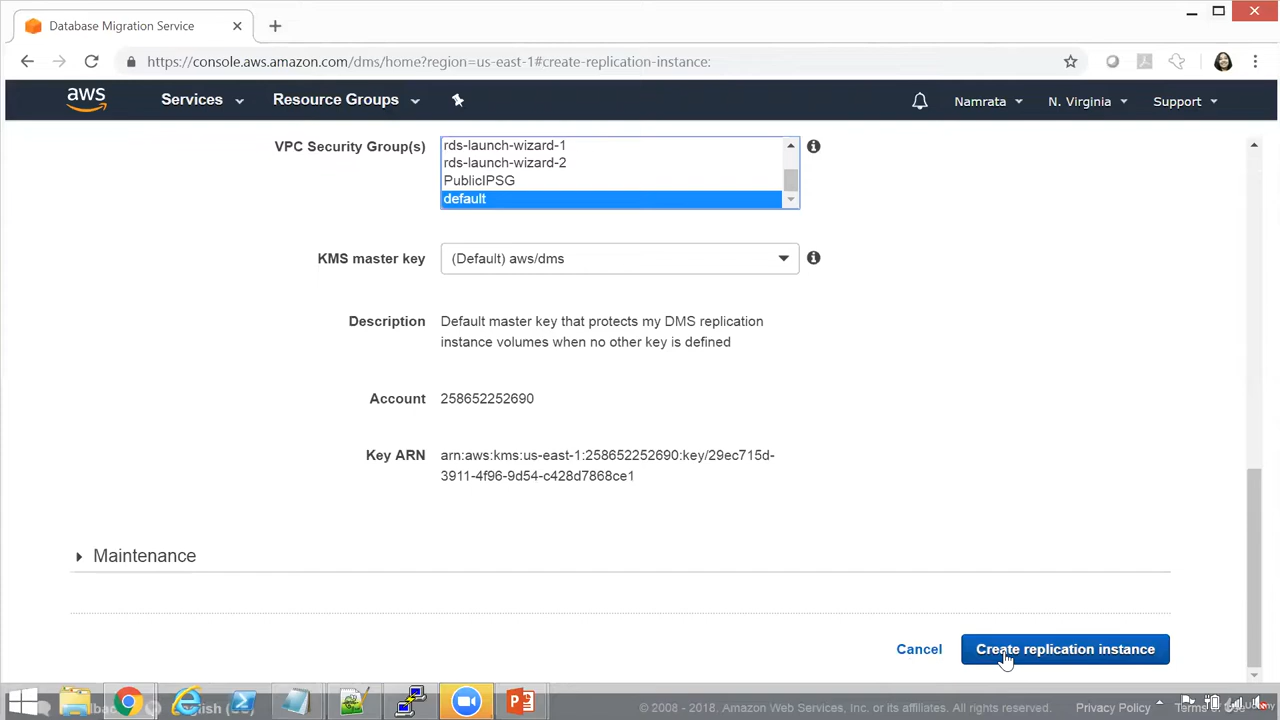 Database Migration Service
https://console.aws.amazon.com/dms/home?region=us-east-1#create-replication-instance:
aws
Services
Resource Groups
Namrata
N. Virginia
Support
VPC Security Group(s)
rds-launch-wizard-1
rds-launch-wizard-2
PublicIPSG
default
KMS master key
(Default) aws/dms
Description
Default master key that protects my DMS replication
instance volumes when no other key is defined
Account
258652252690
Key ARN
arn:aws:kms:us-east-1:258652252690:key/29ec715d-
3911-4f96-9d54-c428d7868ce1
Maintenance
Cancel
Create replication instance
© 2008 - 2018, Amazon Web Services, Inc. or its affiliates. All rights reserved.
Privacy Policy